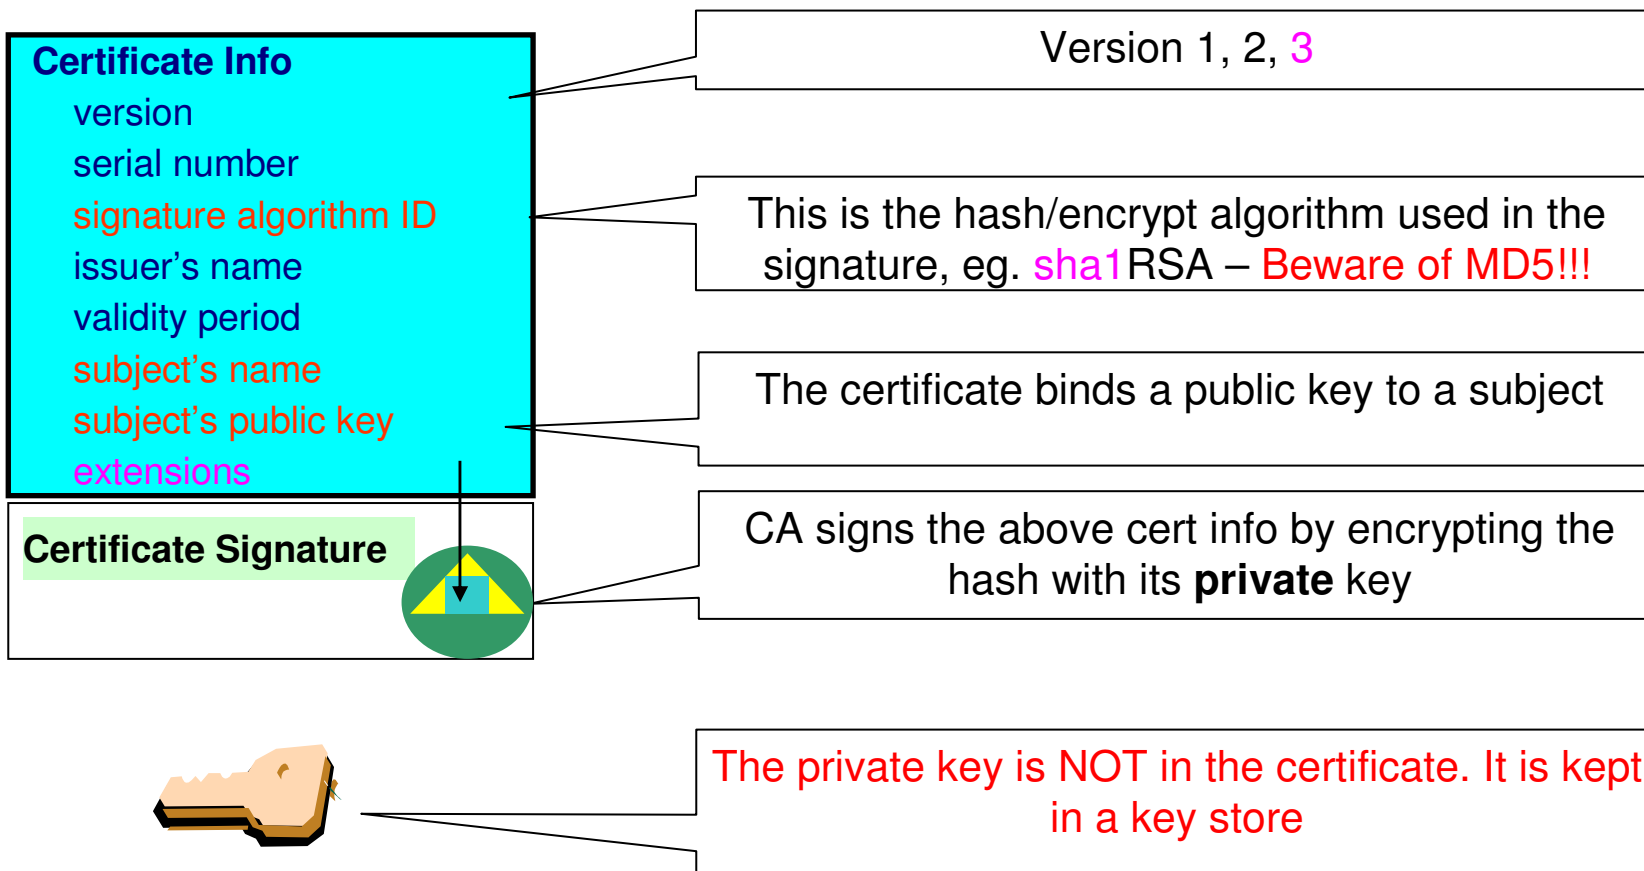 Certificate Info
version
serial number
signature algorithm ID
issuer's name
validity period
subject's name
subject's public key
extensions
Certificate Signature
Version 1, 2, 3
This is the hash/encrypt algorithm used in the
signature, eg. sha1RSA – Beware of MD5!!!
The certificate binds a public key to a subject
CA signs the above cert info by encrypting the
hash with its private key
The private key is NOT in the certificate. It is kept
in a key store